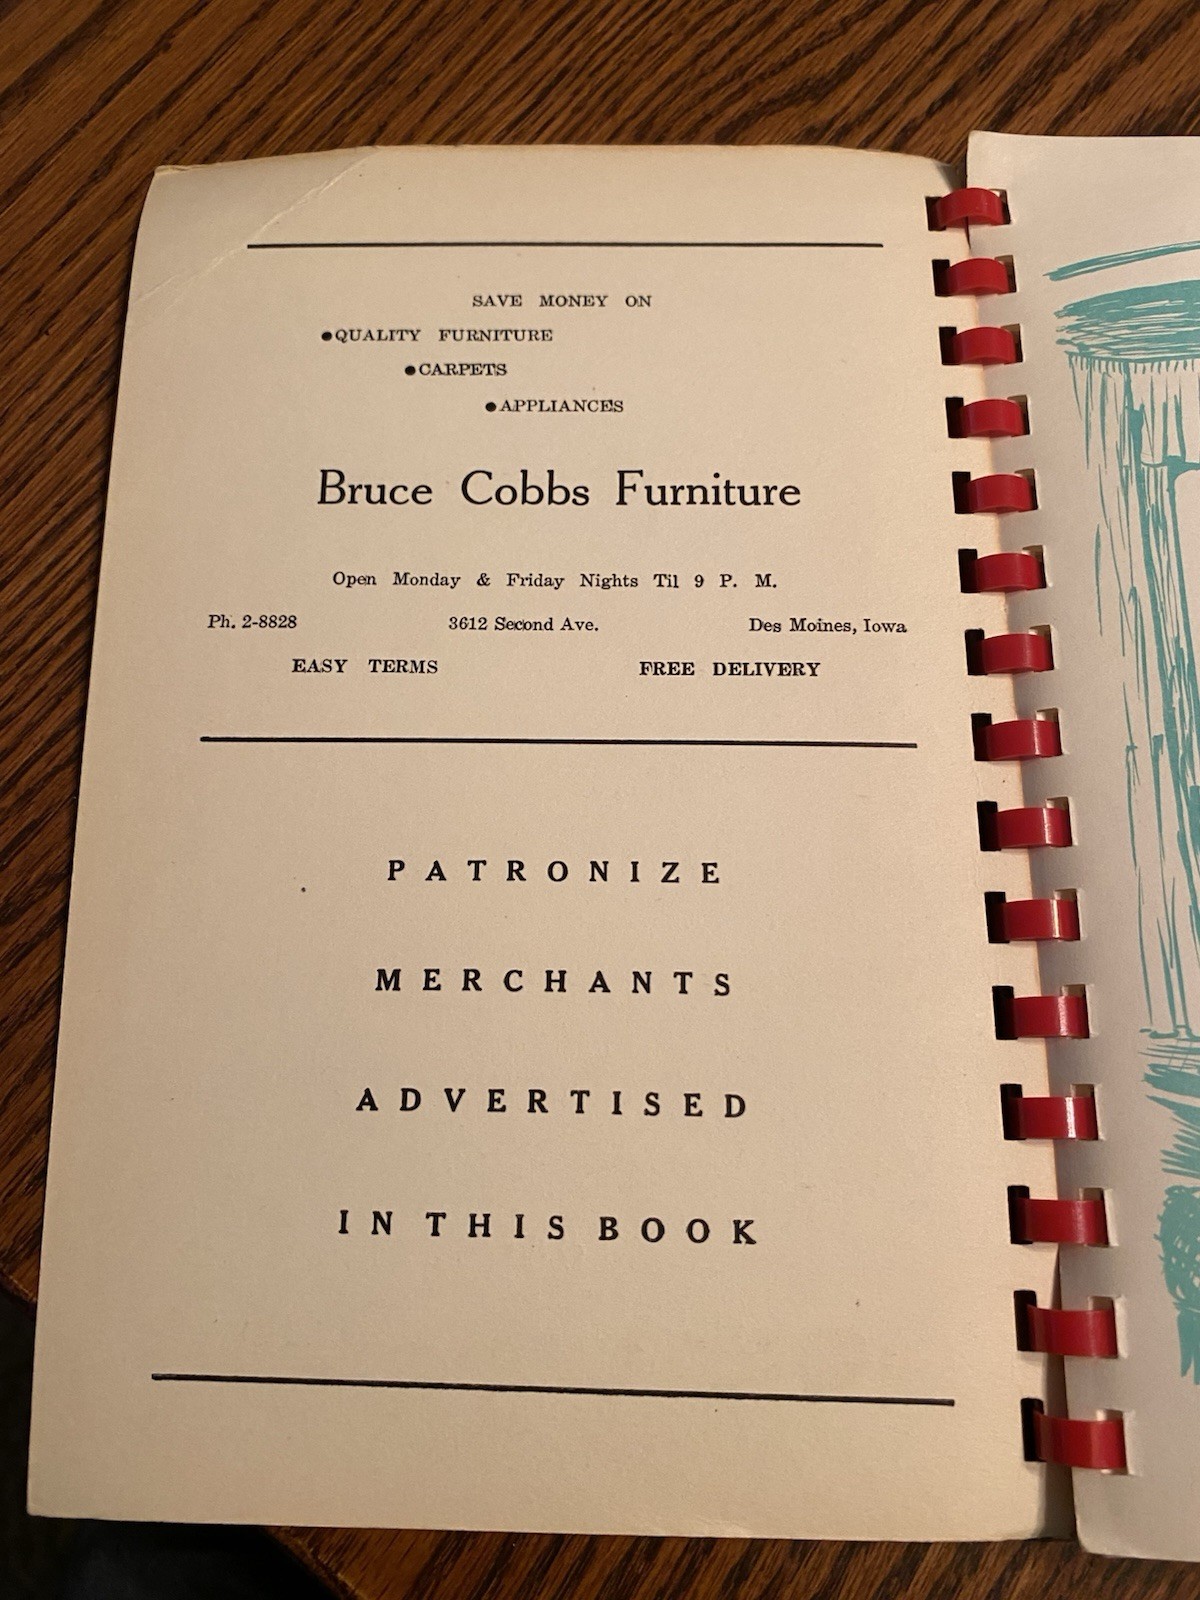 SAVE MONEY ON
●QUALITY FURNITURE
●CARPETS
●APPLIANCES
Bruce Cobbs Furniture
Open Monday & Friday Nights Til 9 P. M.
Ph. 2-8828 3612 Second Ave. Des Moines, Iowa
EASY TERMS FREE DELIVERY
PATRONIZE
MERCHANTS
ADVERTISED
IN THIS BOOK